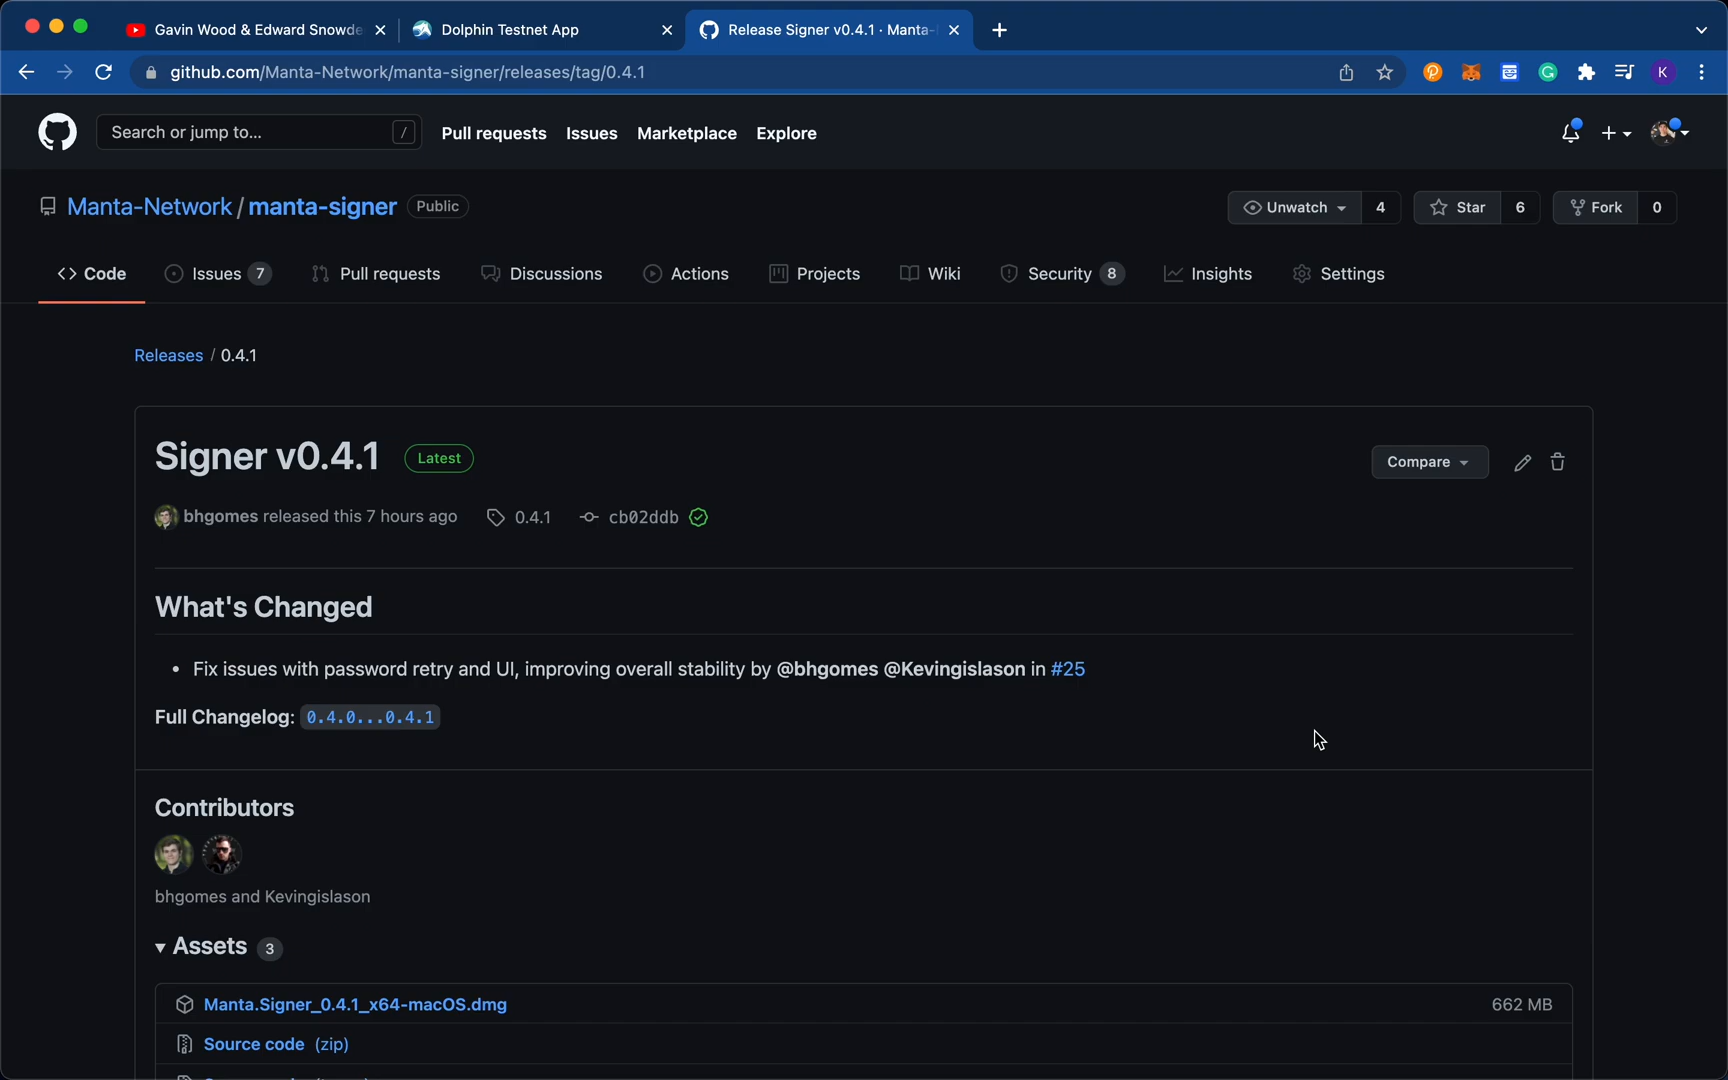 Gavin Wood & Edward Snowde
Dolphin Testnet App
Release Signer v0.4.1 · Manta-
github.com/Manta-Network/manta-signer/releases/tag/0.4.1
K
Search or jump to...
/
Pull requests
Issues
Marketplace
Explore
Manta-Network / manta-signer
Public
Unwatch
4
Star
6
Fork
0
Code
Issues 7
Pull requests
Discussions
Actions
Projects
Wiki
Security 8
Insights
Settings
Releases / 0.4.1
Signer v0.4.1
Latest
Compare
bhgomes released this 7 hours ago
0.4.1
cb02ddb
What's Changed
• Fix issues with password retry and UI, improving overall stability by @bhgomes @Kevingislason in #25
Full Changelog: 0.4.0...0.4.1
Contributors
bhgomes and Kevingislason
Assets 3
Manta.Signer_0.4.1_x64-macOS.dmg
662 MB
Source code (zip)